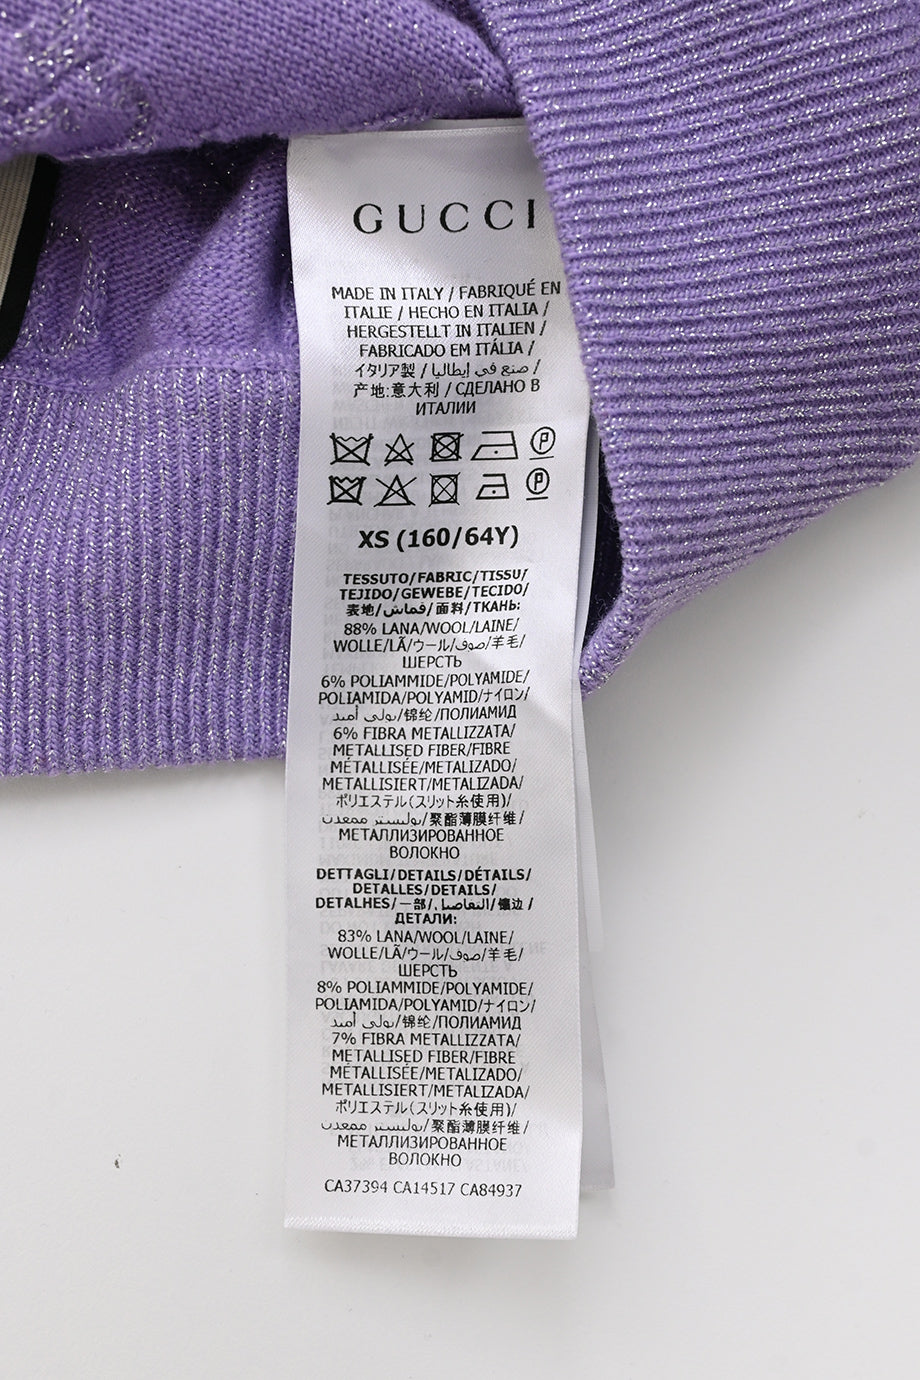 GUCCI
MADE IN ITALY / FABRIQUÉ EN
ITALIE / HECHO EN ITALIA /
HERGESTELLT IN ITALIEN /
FABRICADO EM ITÁLIA /
イタリア製 / صنع في إيطاليا /
产地:意大利 / СДЕЛАНО В
ИТАЛИИ
P
P
XS (160/64Y)
TESSUTO/FABRIC/TISSU/
TEJIDO/GEWEBE/TECIDO/
表地/قماش/面料/ТКАНЬ:
88% LANA/WOOL/LAINE/
WOLLE/LÃ/ウール/صوف/羊毛/
ШЕРСТЬ
6% POLIAMMIDE/POLYAMIDE/
POLIAMIDA/POLYAMID/ナイロン/
بولي أميد/锦纶/ПОЛИАМИД
6% FIBRA METALLIZZATA/
METALLISED FIBER/FIBRE
MÉTALLISÉE/METALIZADO/
METALLISIERT/METALIZADA/
ポリエステル(スリット糸使用)/
بوليستر ممعدن/聚酯薄膜纤维/
МЕТАЛЛИЗИРОВАННОЕ
ВОЛОКНО
DETTAGLI/DETAILS/DÉTAILS/
DETALLES/DETAILS/
DETALHES/一部/التفاصيل/镶边/
ДЕТАЛИ:
83% LANA/WOOL/LAINE/
WOLLE/LÃ/ウール/صوف/羊毛/
ШЕРСТЬ
8% POLIAMMIDE/POLYAMIDE/
POLIAMIDA/POLYAMID/ナイロン/
بولي أميد/锦纶/ПОЛИАМИД
7% FIBRA METALLIZZATA/
METALLISED FIBER/FIBRE
MÉTALLISÉE/METALIZADO/
METALLISIERT/METALIZADA/
ポリエステル(スリット糸使用)/
بوليستر ممعدن/聚酯薄膜纤维/
МЕТАЛЛИЗИРОВАННОЕ
ВОЛОКНО
CA37394 CA14517 CA84937